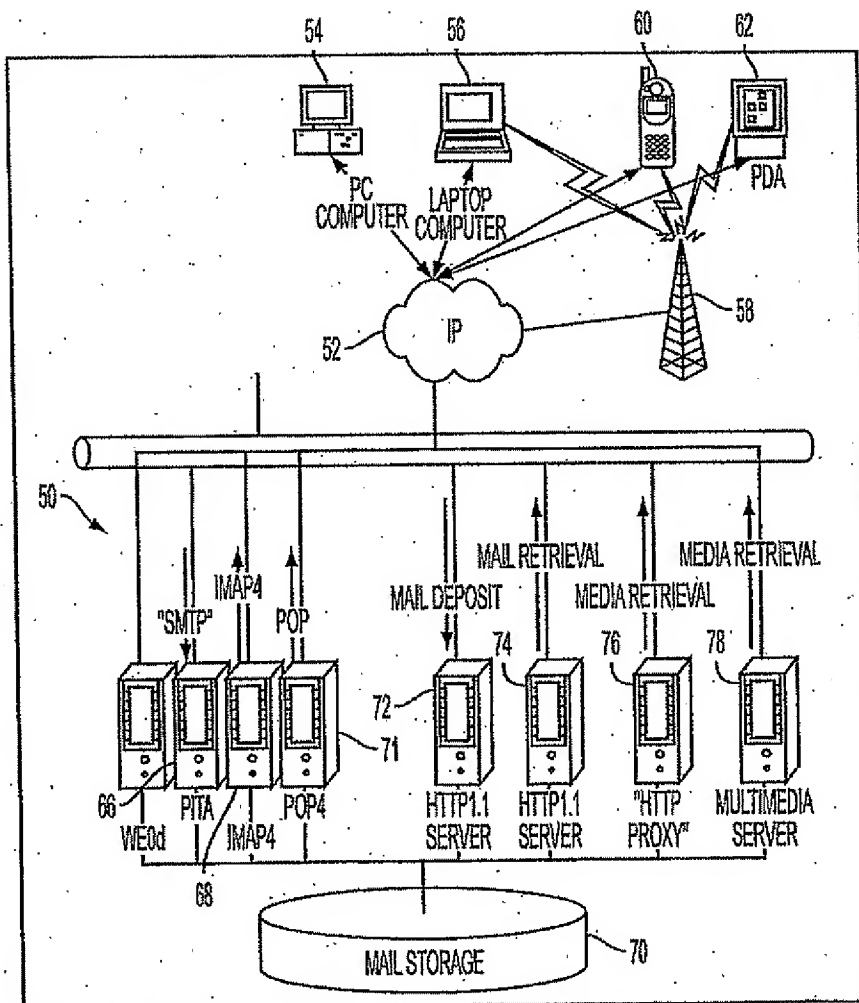 54
56
60
62
PC
COMPUTER
LAPTOP
COMPUTER
PDA
52
IP
58
50
"SMTP"
IMAP4
POP
MAIL DEPOSIT
MAIL RETRIEVAL
MEDIA RETRIEVAL
MEDIA RETRIEVAL
72
74
76
78
66
71
WE0d
PITA
68
IMAP4
POP4
HTTP1.1
SERVER
HTTP1.1
SERVER
"HTTP
PROXY"
MULTIMEDIA
SERVER
MAIL STORAGE
70